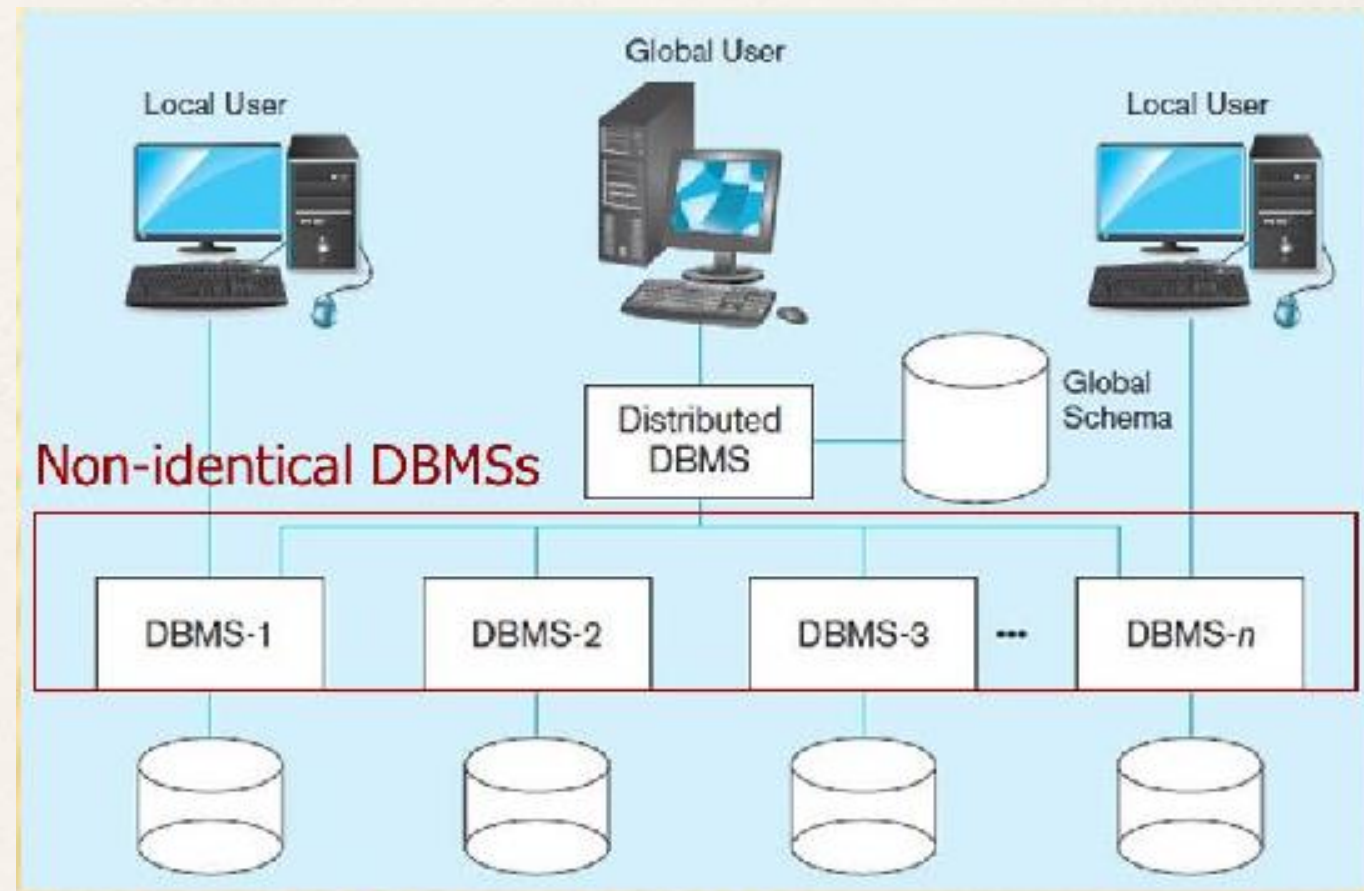 Global User
Local User
Local User
Global
Schema
Distributed
DBMS
Non-identical DBMSs
DBMS-1
DBMS-2
DBMS-3
...
DBMS-n